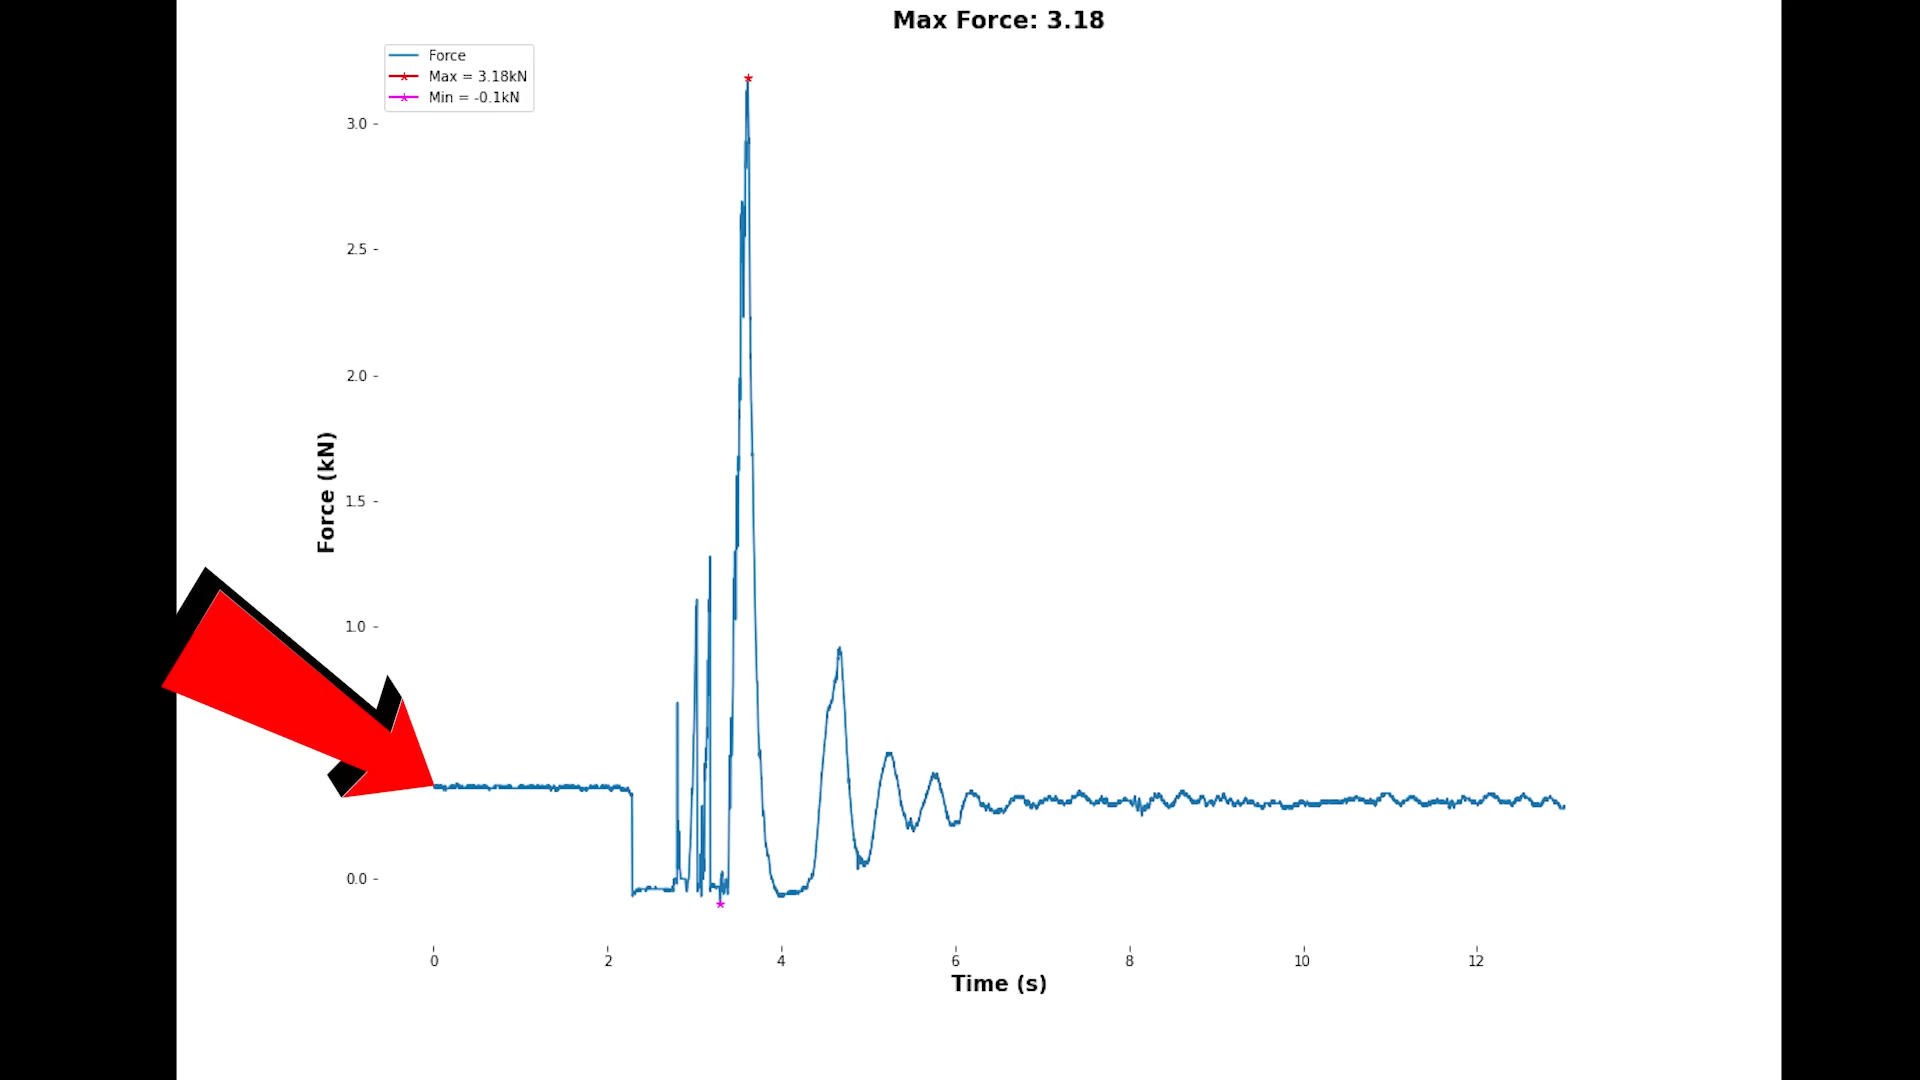 Max Force: 3.18
Force
Max = 3.18kN
Min = -0.1kN
3.0
2.5
2.0
1.5
1.0
0.0
Force (kN)
0 2 4 6 8 10 12
Time (s)